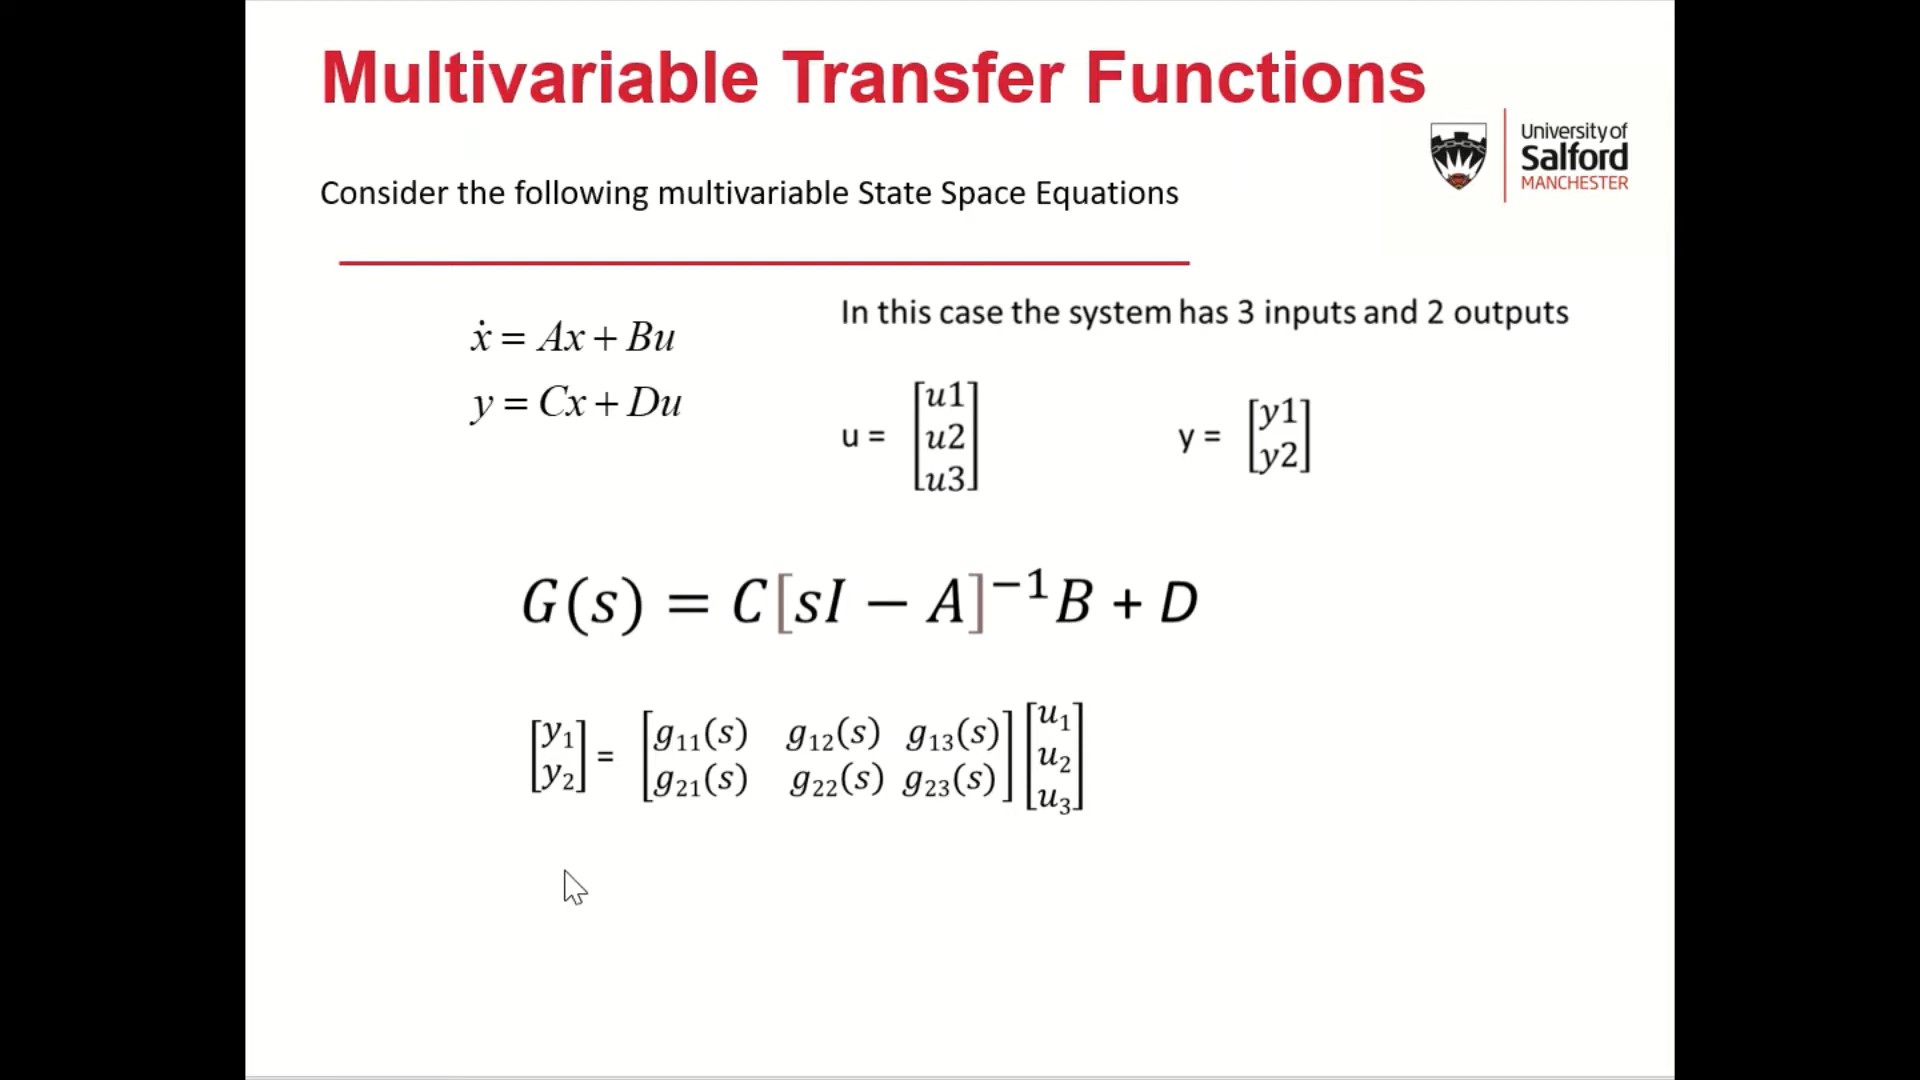 Multivariable Transfer Functions
University of
Salford
MANCHESTER
Consider the following multivariable State Space Equations
In this case the system has 3 inputs and 2 outputs
ẋ = Ax + Bu
y = Cx + Du
u = [u1 u2 u3]
y = [y1 y2]
G(s) = C[sI − A]⁻¹B + D
[y₁ y₂] = [g₁₁(s) g₁₂(s) g₁₃(s) g₂₁(s) g₂₂(s) g₂₃(s)] [u₁ u₂ u₃]